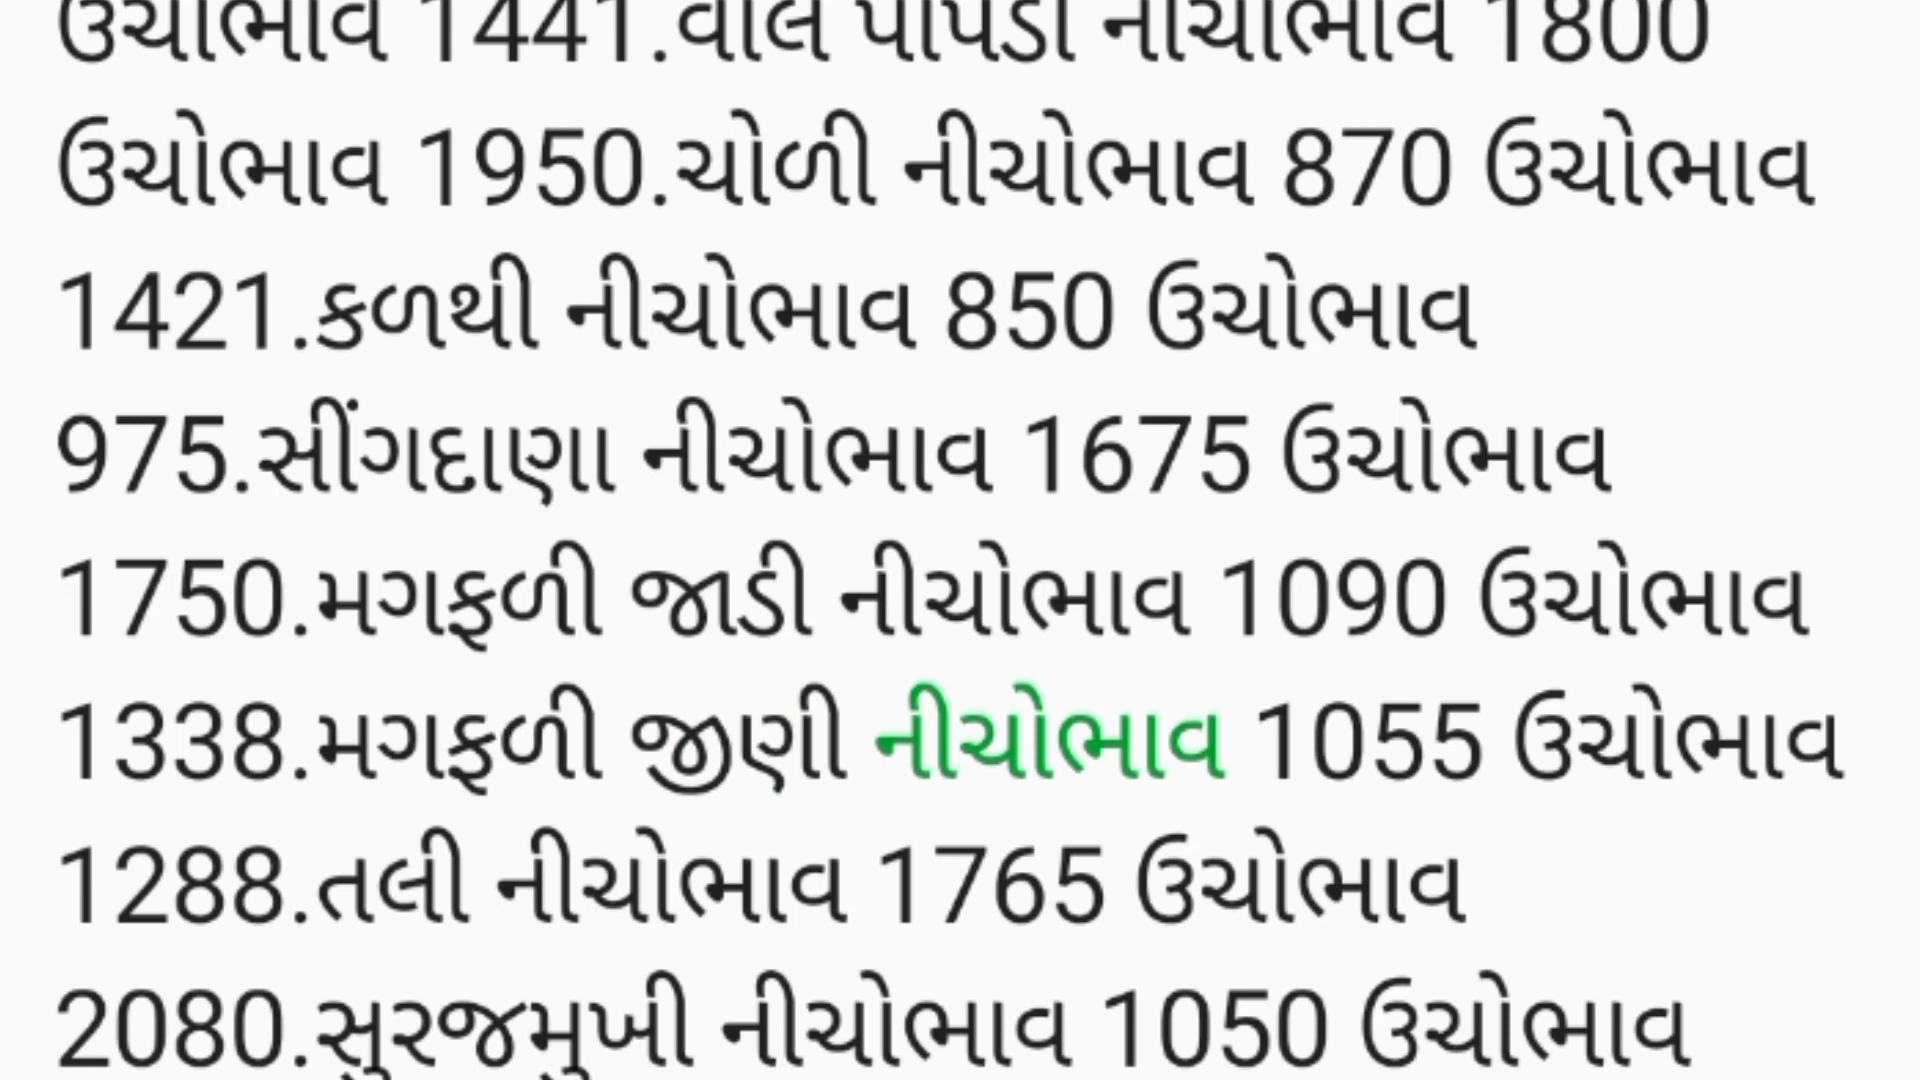 ઉચોભાવ 1441.વાલ પાપડી નીચોભાવ 1800
ઉચોભાવ 1950.ચોળી નીચોભાવ 870 ઉચોભાવ
1421.કળથી નીચોભાવ 850 ઉચોભાવ
975.સીંગદાણા નીચોભાવ 1675 ઉચોભાવ
1750.મગફળી જાડી નીચોભાવ 1090 ઉચોભાવ
1338.મગફળી જીણી નીચોભાવ 1055 ઉચોભાવ
1288.તલી નીચોભાવ 1765 ઉચોભાવ
2080.સુરજમુખી નીચોભાવ 1050 ઉચોભાવ